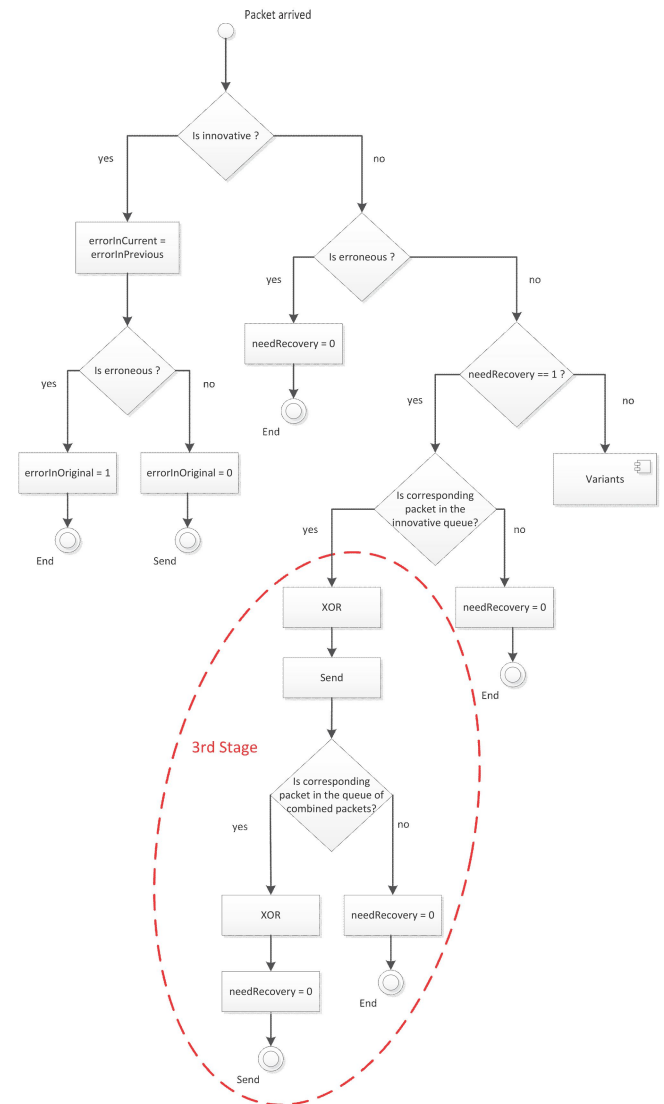 Packet arrived
Is innovative ?
yes
no
errorInCurrent =
errorInPrevious
Is erroneous ?
yes
no
needRecovery = 0
End
Is erroneous ?
yes
no
errorInOriginal = 1
errorInOriginal = 0
End
Send
needRecovery == 1 ?
yes
no
Variants
Is corresponding
packet in the
innovative queue?
yes
no
XOR
needRecovery = 0
End
Send
3rd Stage
Is corresponding
packet in the queue of
combined packets?
yes
no
XOR
needRecovery = 0
needRecovery = 0
End
Send